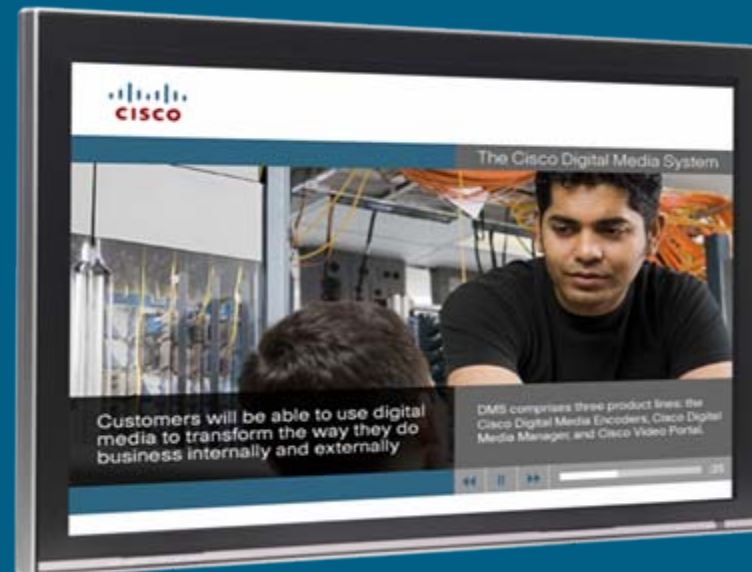 CISCO
The Cisco Digital Media System
Customers will be able to use digital
media to transform the way they do
business internally and externally
DMS comprises three product lines: the
Cisco Digital Media Encoders, Cisco Digital
Media Manager, and Cisco Video Portal.
:35